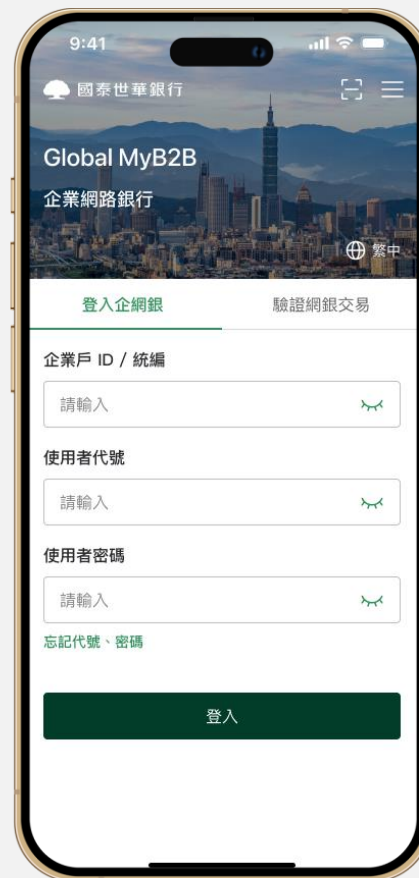 9:41
國泰世華銀行
Global MyB2B
企業網路銀行
繁中
登入企網銀
驗證網銀交易
企業戶 ID / 統編
請輸入
使用者代號
請輸入
使用者密碼
請輸入
忘記代號、密碼
登入